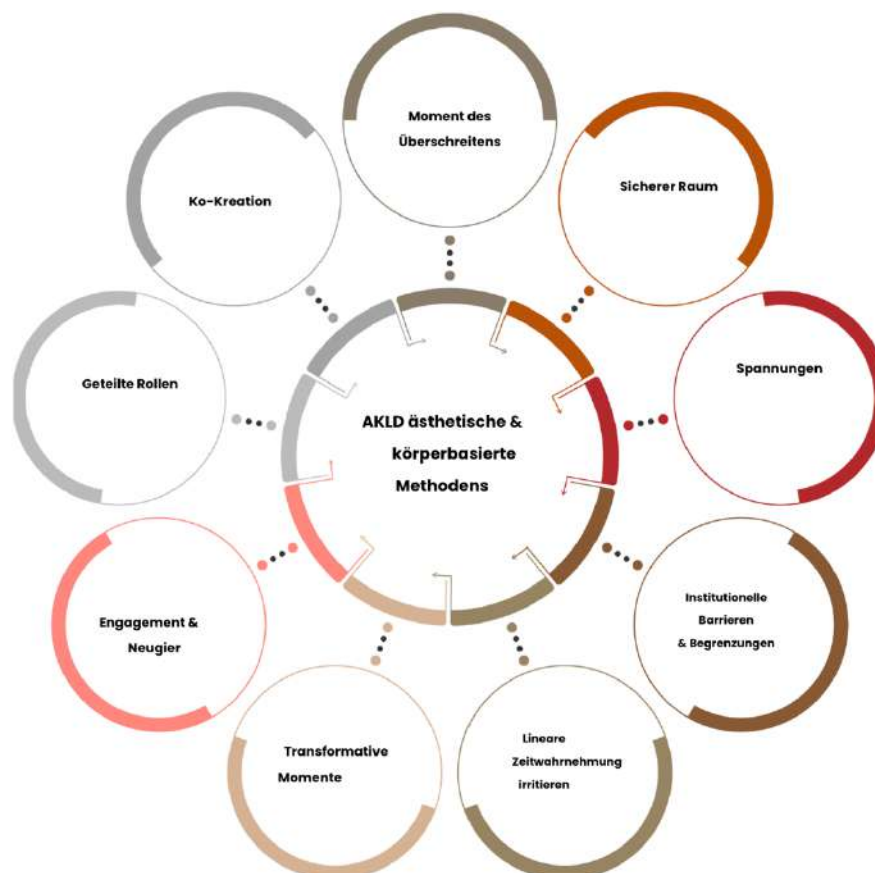 Moment des
Überschreitens
Sicherer Raum
Spannungen
Institutionelle
Barrieren
& Begrenzungen
Lineare
Zeitwahrnehmung
irritieren
Transformative
Momente
Engagement &
Neugier
Geteilte Rollen
Ko-Kreation
AKLD ästhetische &
körperbasierte
Methodens